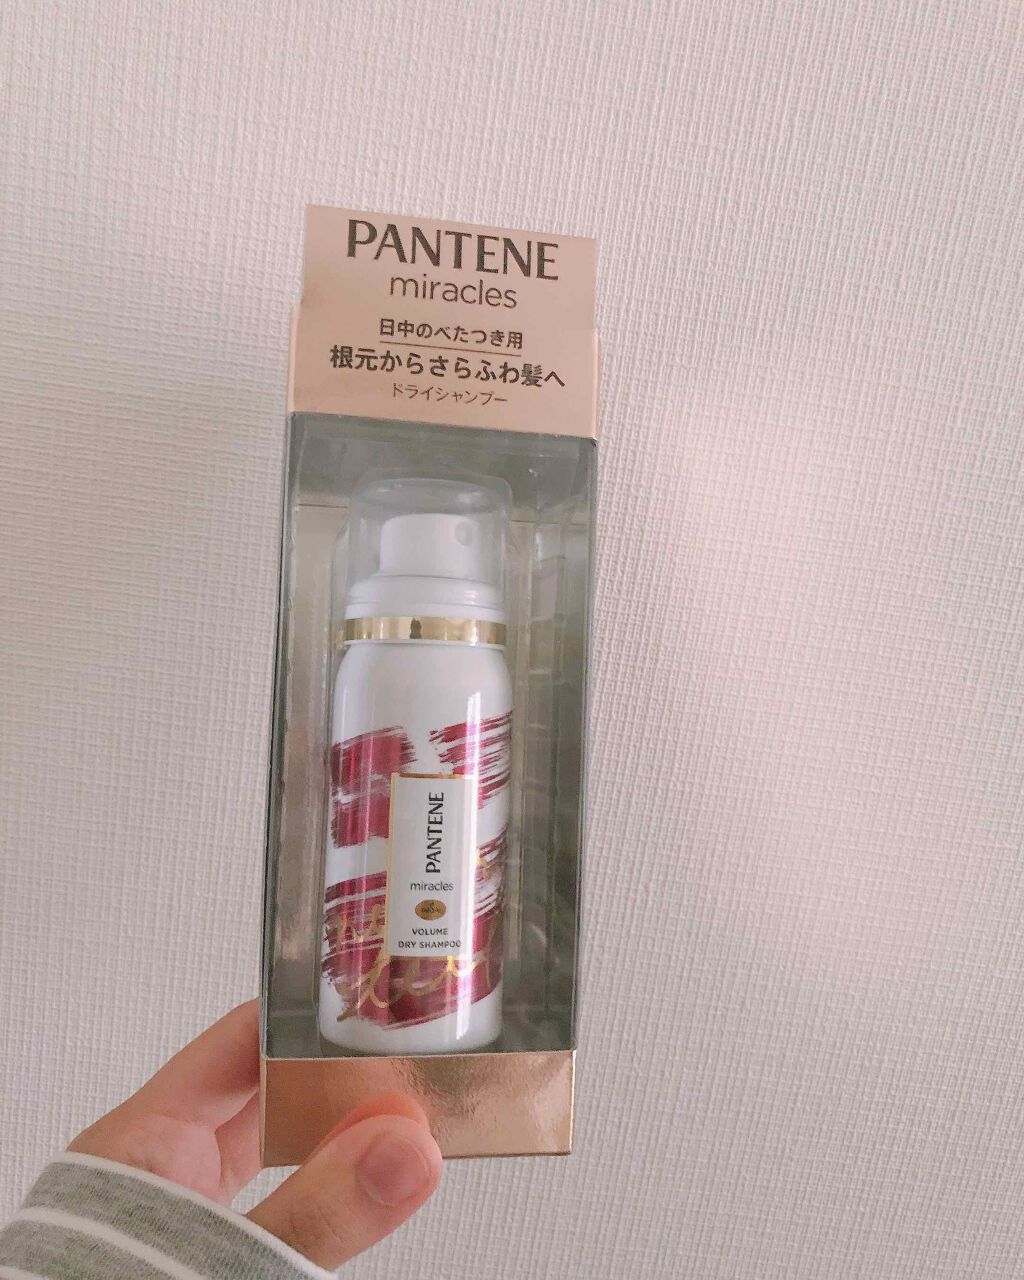 PANTENE
miracles
日中のべたつき用
根元からさらふわ髪へ
ドライシャンプー
PANTENE
miracles
VOLUME
DRY SHAMPOO